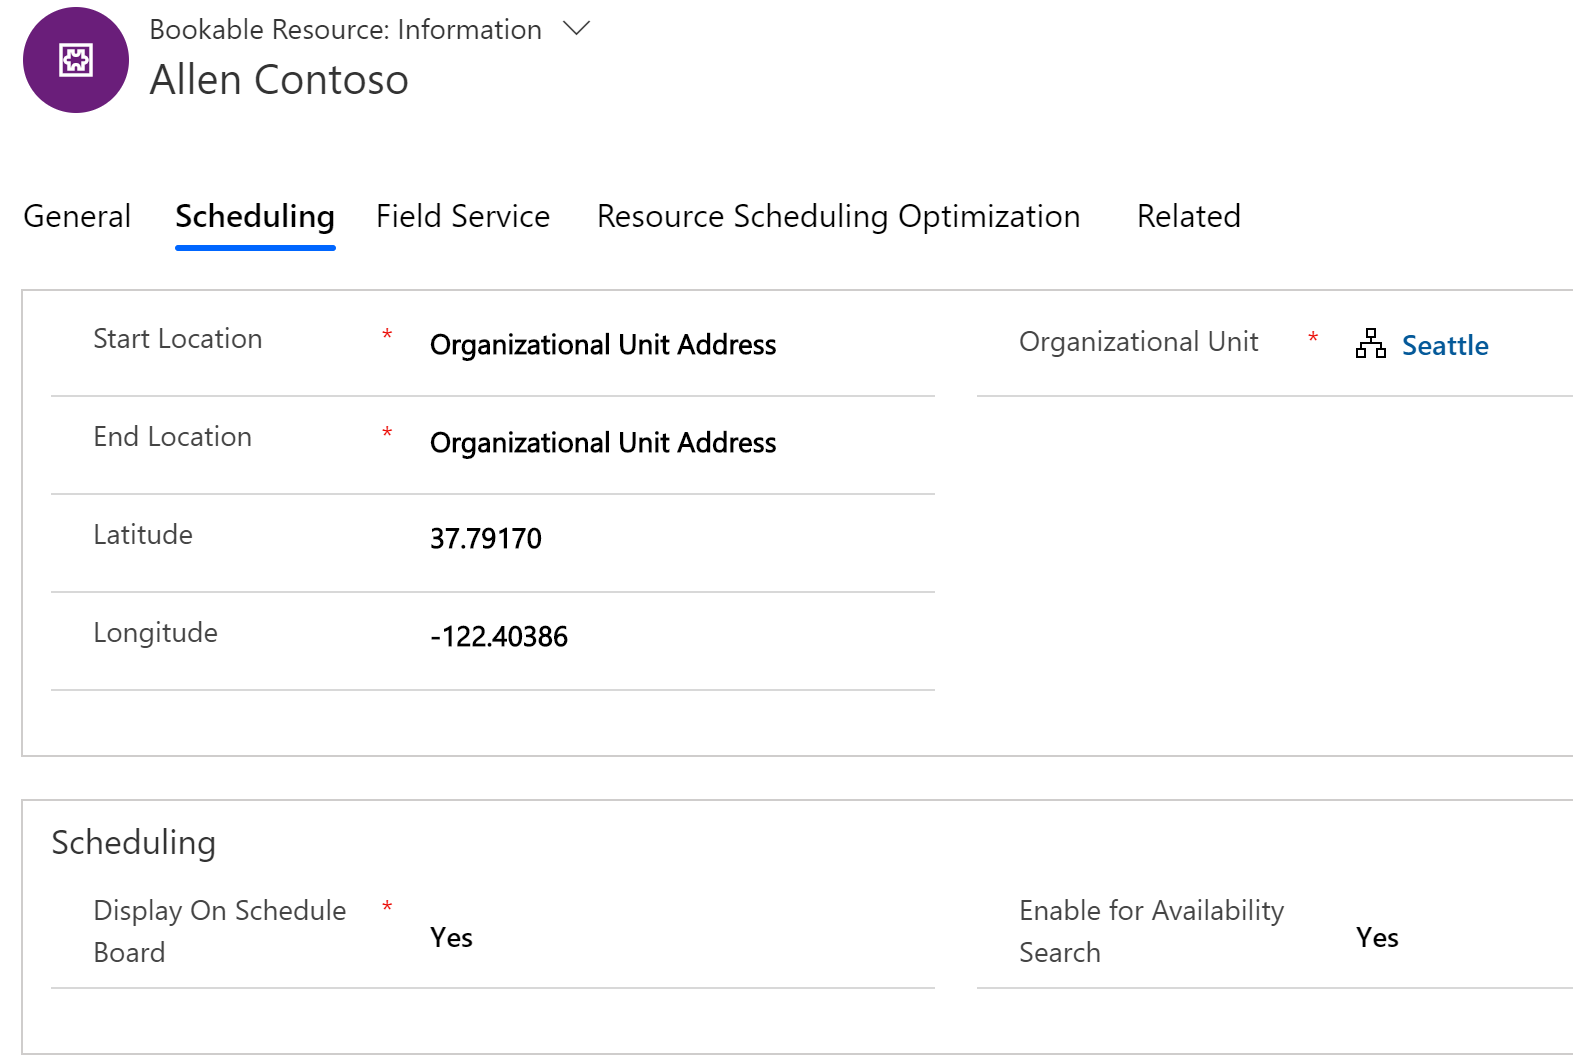 Bookable Resource: Information
Allen Contoso
General Scheduling Field Service Resource Scheduling Optimization Related
Start Location * Organizational Unit Address Organizational Unit * Seattle
End Location * Organizational Unit Address
Latitude 37.79170
Longitude -122.40386
Scheduling
Display On Schedule Board * Yes Enable for Availability Search Yes